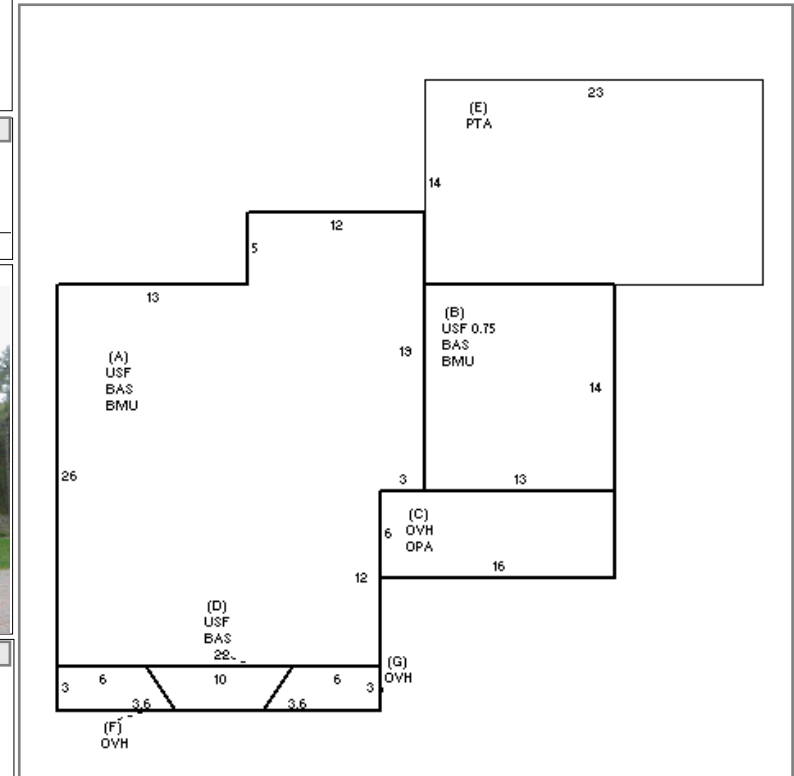 23
(E)
PTA
14
12
5
13
(B)
USF 0.75
BAS
BMU
19
(A)
USF
BAS
BMU
14
26
3
13
(C)
OVH
OPA
6
16
12
(D)
USF
BAS
22
(G)
OVH
6
10
6
3
3
3.6
3.6
(F)
OVH